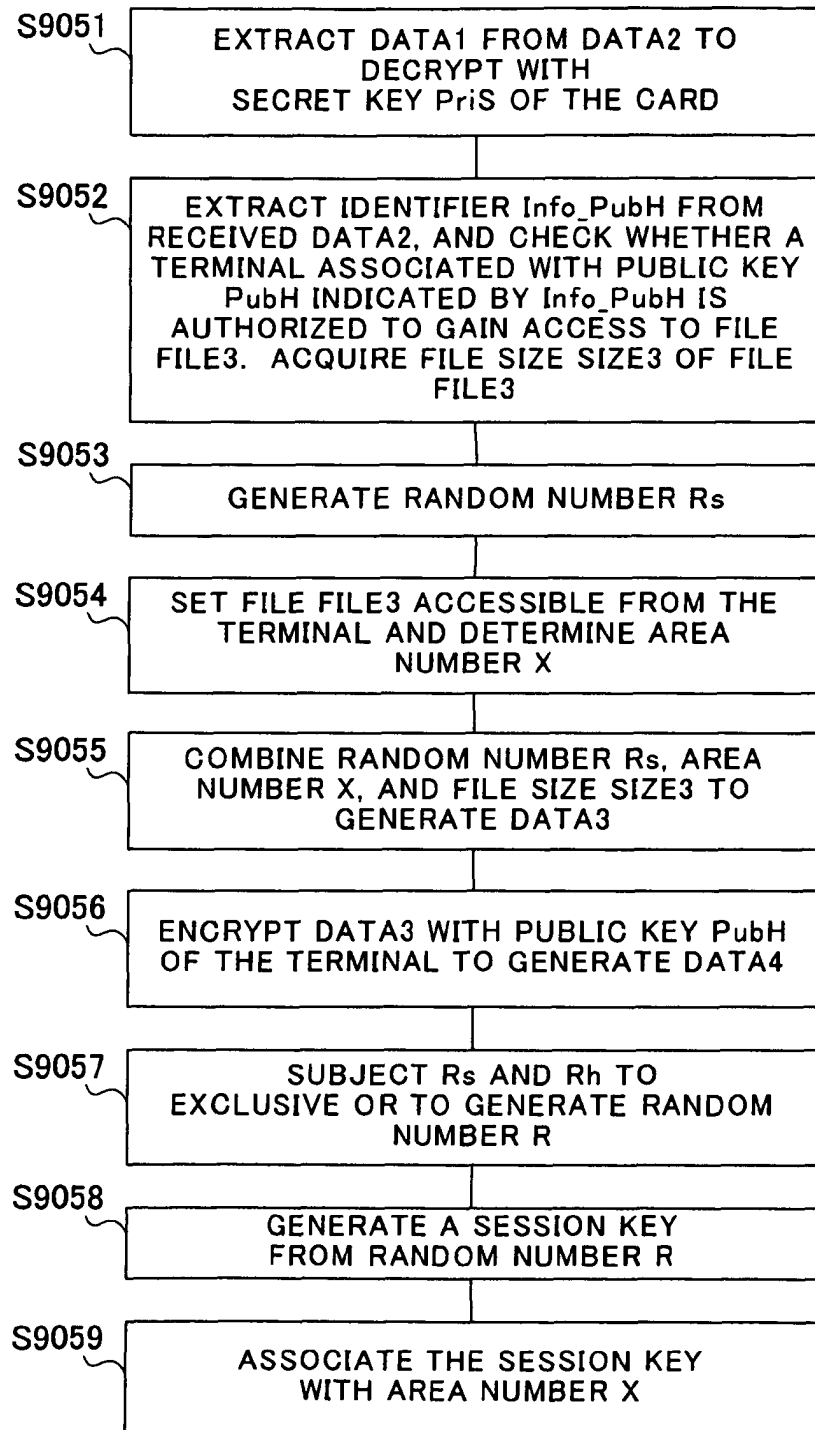 S9051
EXTRACT DATA1 FROM DATA2 TO
DECRYPT WITH
SECRET KEY PriS OF THE CARD
S9052
EXTRACT IDENTIFIER Info_PubH FROM
RECEIVED DATA2, AND CHECK WHETHER A
TERMINAL ASSOCIATED WITH PUBLIC KEY
PubH INDICATED BY Info_PubH IS
AUTHORIZED TO GAIN ACCESS TO FILE
FILE3. ACQUIRE FILE SIZE SIZE3 OF FILE
FILE3
S9053
GENERATE RANDOM NUMBER Rs
S9054
SET FILE FILE3 ACCESSIBLE FROM THE
TERMINAL AND DETERMINE AREA
NUMBER X
S9055
COMBINE RANDOM NUMBER Rs, AREA
NUMBER X, AND FILE SIZE SIZE3 TO
GENERATE DATA3
S9056
ENCRYPT DATA3 WITH PUBLIC KEY PubH
OF THE TERMINAL TO GENERATE DATA4
S9057
SUBJECT Rs AND Rh TO
EXCLUSIVE OR TO GENERATE RANDOM
NUMBER R
S9058
GENERATE A SESSION KEY
FROM RANDOM NUMBER R
S9059
ASSOCIATE THE SESSION KEY
WITH AREA NUMBER X